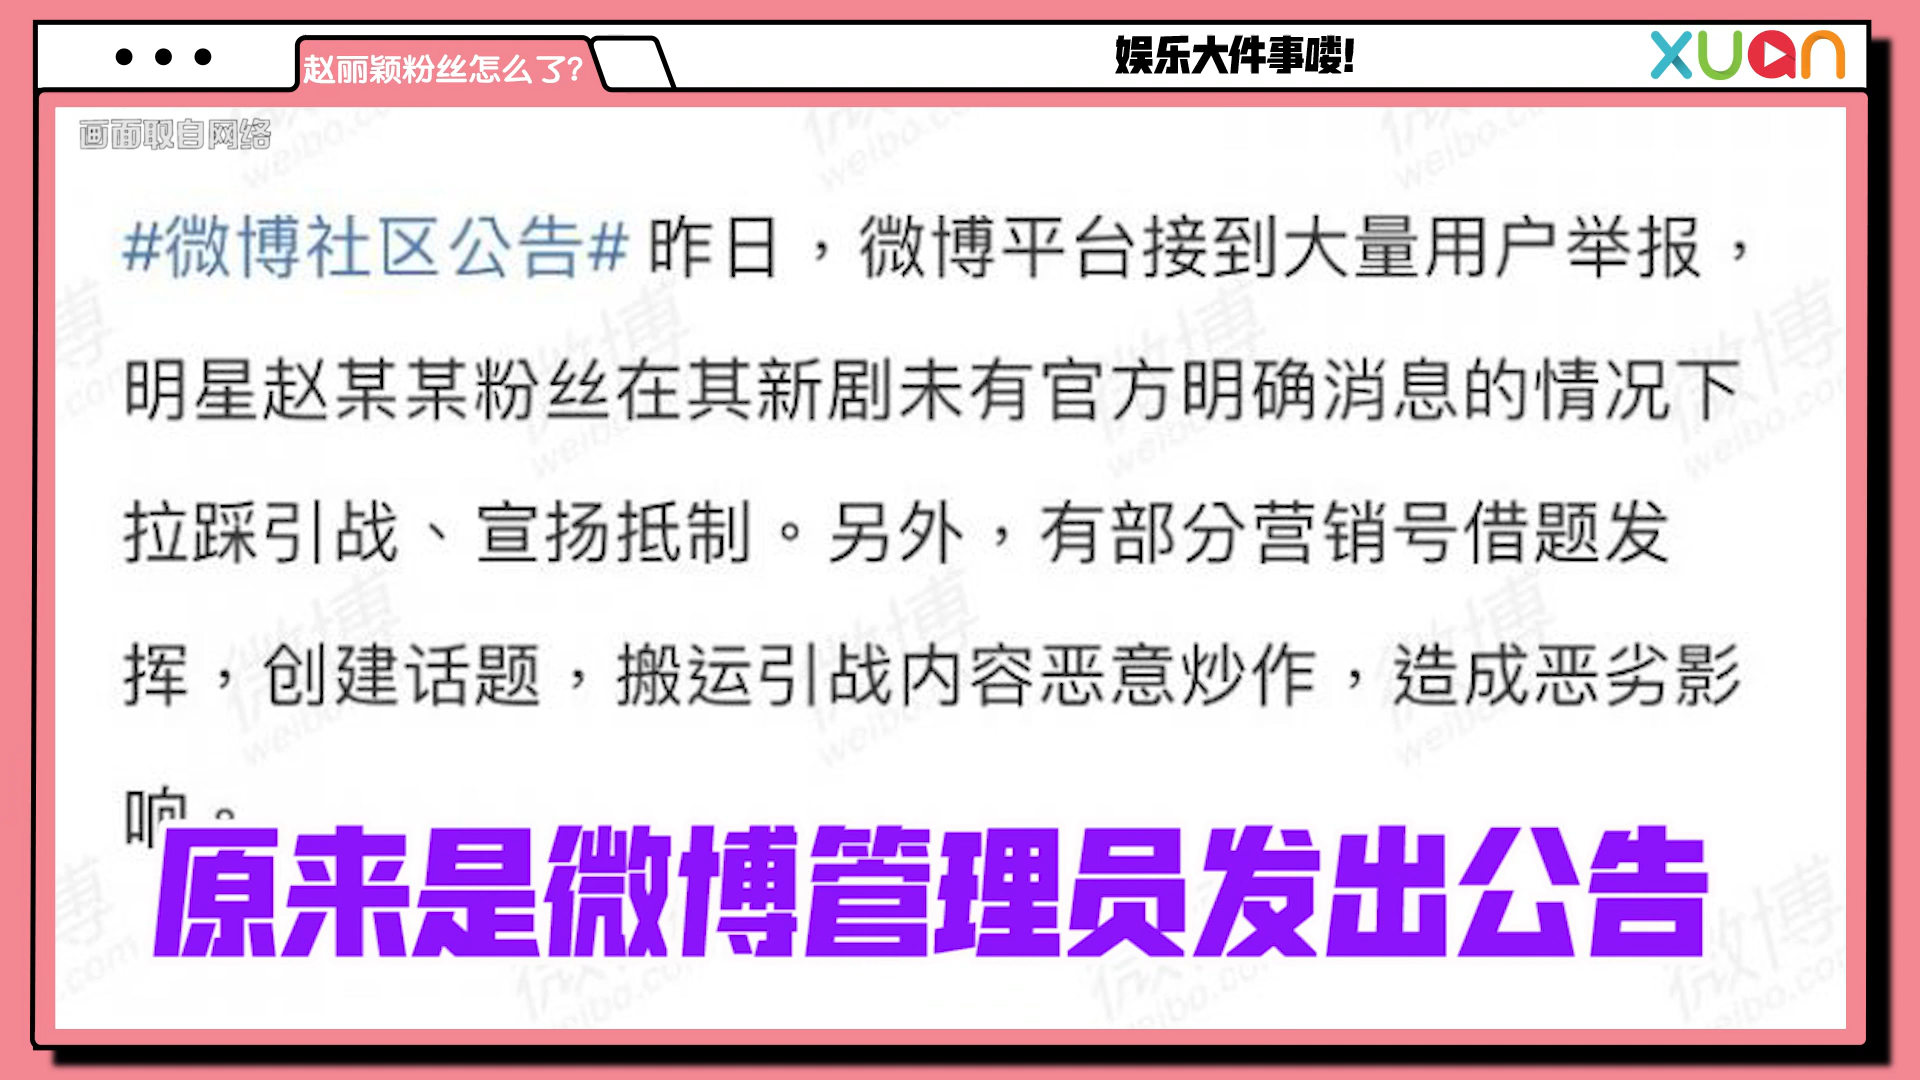 赵丽颖粉丝怎么了?
娱乐大件事喽!
XUan
画面取自网络
#微博社区公告# 昨日，微博平台接到大量用户举报，
明星赵某某粉丝在其新剧未有官方明确消息的情况下
拉踩引战、宣扬抵制。另外，有部分营销号借题发
挥，创建话题，搬运引战内容恶意炒作，造成恶劣影
响。
原来是微博管理员发出公告